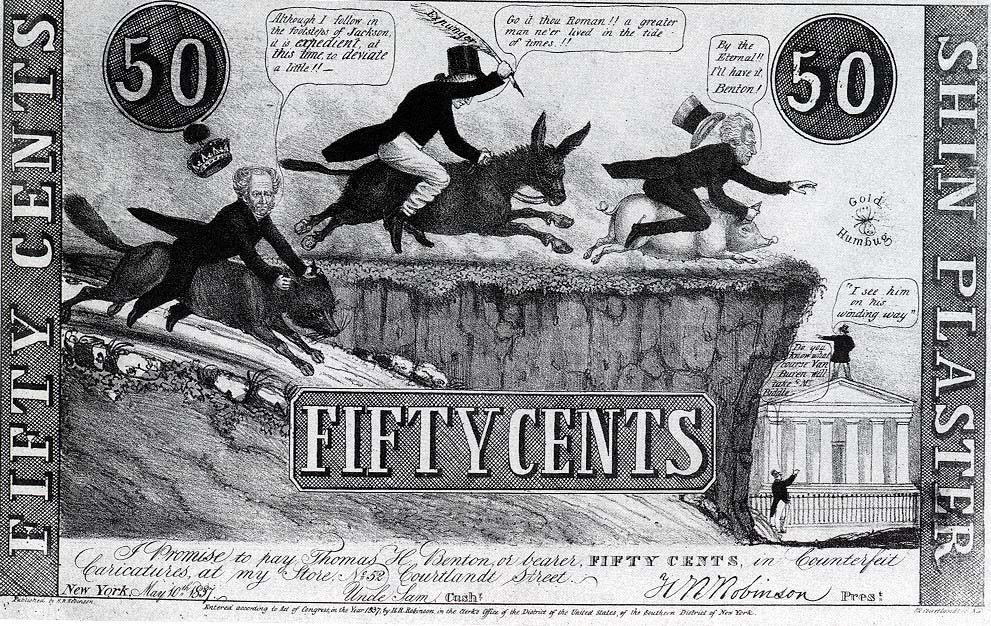 FIFTY CENTS
50
Although I follow in
the footsteps of Jackson,
it is expedient, at
this time, to deviate
a little!!—
Expunger
Go it thou Roman!! a greater
man ne'er lived in the tide
of times.!!
By the
Eternal!!
I'll have it,
Benton!
50
SHIN PLASTER
Gold
Humbug
"I see him
on his
winding way"
Do you
know what
course Van
Buren will
take Sr Mr
Biddle
FIFTY CENTS
I Promise to pay Thomas H. Benton, or bearer, FIFTY CENTS, in Counterfeit
Caricatures, at my Store, No 52 Courtlandt Street.
New York, May 10th 1837.
Uncle Sam, Casht
H R Robinson Prest
Published by H.R. Robinson,
Entered according to Act of Congress, in the Year 1837, by H.R. Robinson, in the Clerk's Office of the District of the United States, of the Southern District of New York.
52 Courtlandt St N.Y.